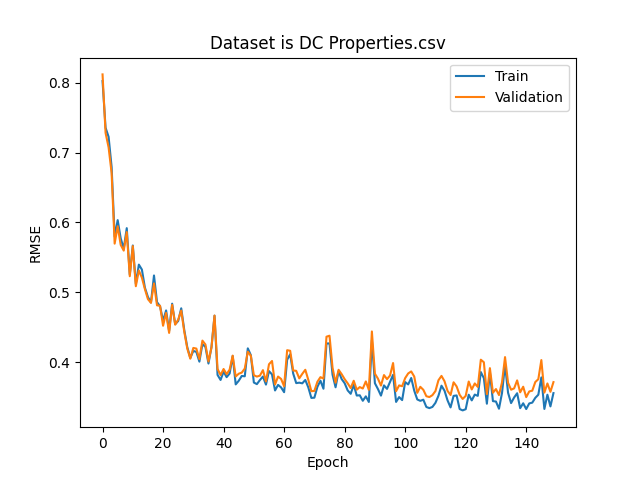 Dataset is DC Properties.csv
Train
Validation
RMSE
0.8
0.7
0.6
0.5
0.4
0 20 40 60 80 100 120 140
Epoch